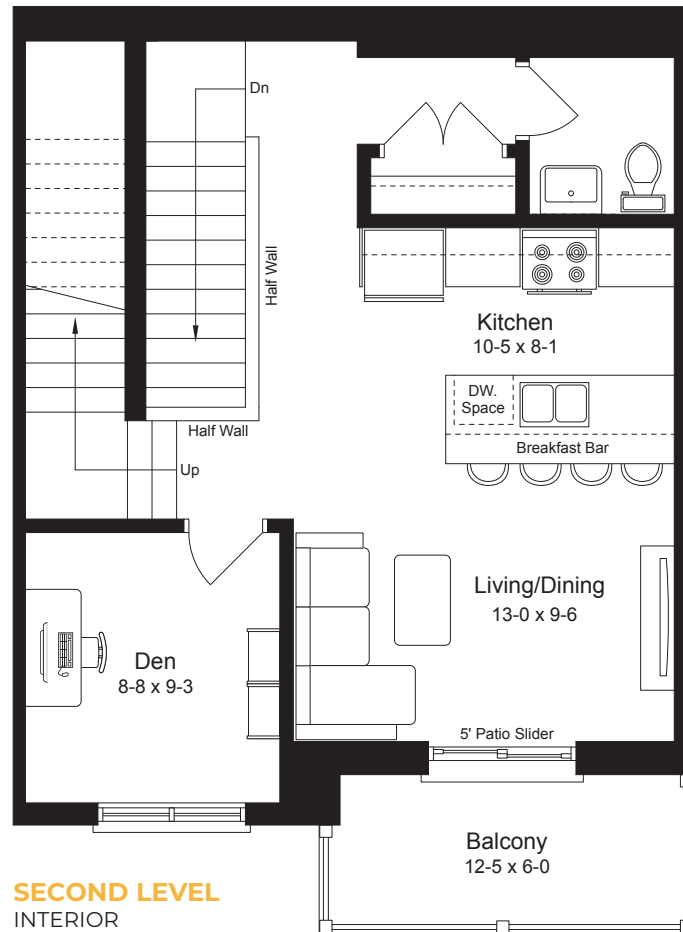 Dn
Half Wall
Kitchen
10-5 x 8-1
DW.
Space
Half Wall
Breakfast Bar
Up
Living/Dining
13-0 x 9-6
Den
8-8 x 9-3
5' Patio Slider
Balcony
12-5 x 6-0
SECOND LEVEL
INTERIOR